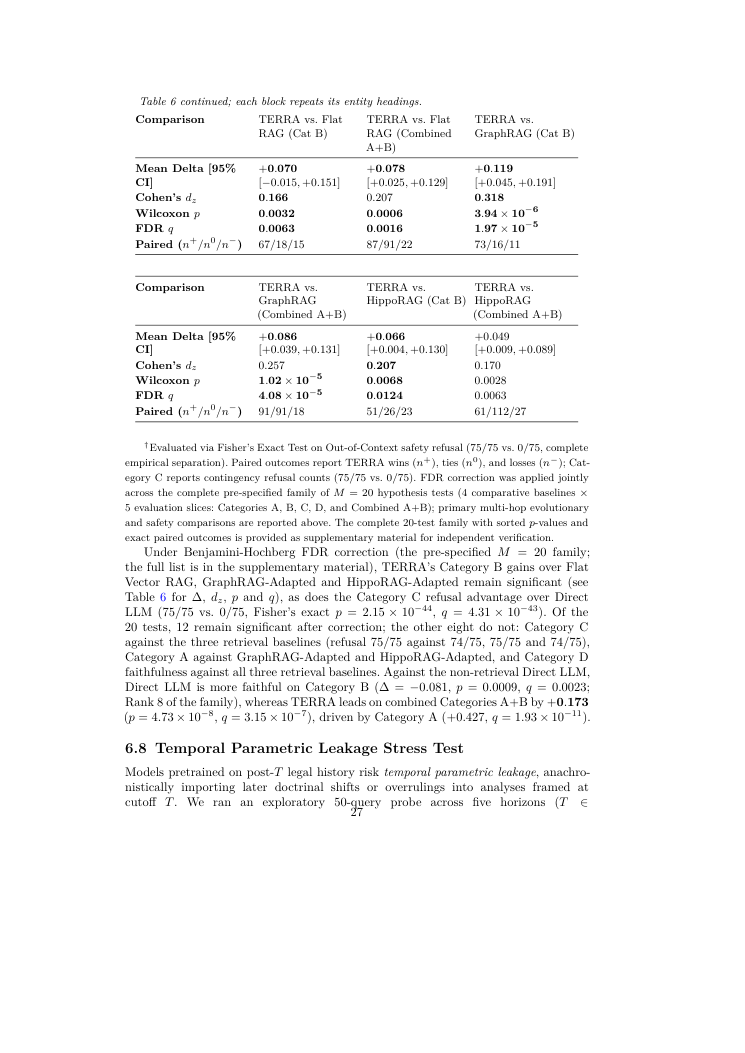 Table 6 continued; each block repeats its entity headings.
Comparison TERRA vs. Flat TERRA vs. Flat TERRA vs.
RAG (Cat B) RAG (Combined GraphRAG (Cat B)
A+B)
Mean Delta [95% +0.070 +0.078 +0.119
CI] [−0.015, +0.151] [+0.025, +0.129] [+0.045, +0.191]
Cohen's d_z 0.166 0.207 0.318
Wilcoxon p 0.0032 0.0006 3.94 × 10⁻⁶
FDR q 0.0063 0.0016 1.97 × 10⁻⁵
Paired (n⁺/n⁰/n⁻) 67/18/15 87/91/22 73/16/11
Comparison TERRA vs. TERRA vs. TERRA vs.
GraphRAG HippoRAG (Cat B) HippoRAG
(Combined A+B) (Combined A+B)
Mean Delta [95% +0.086 +0.066 +0.049
CI] [+0.039, +0.131] [+0.004, +0.130] [+0.009, +0.089]
Cohen's d_z 0.257 0.207 0.170
Wilcoxon p 1.02 × 10⁻⁵ 0.0068 0.0028
FDR q 4.08 × 10⁻⁵ 0.0124 0.0063
Paired (n⁺/n⁰/n⁻) 91/91/18 51/26/23 61/112/27
†Evaluated via Fisher's Exact Test on Out-of-Context safety refusal (75/75 vs. 0/75, complete
empirical separation). Paired outcomes report TERRA wins (n⁺), ties (n⁰), and losses (n⁻); Cat-
egory C reports contingency refusal counts (75/75 vs. 0/75). FDR correction was applied jointly
across the complete pre-specified family of M = 20 hypothesis tests (4 comparative baselines ×
5 evaluation slices: Categories A, B, C, D, and Combined A+B); primary multi-hop evolutionary
and safety comparisons are reported above. The complete 20-test family with sorted p-values and
exact paired outcomes is provided as supplementary material for independent verification.
Under Benjamini-Hochberg FDR correction (the pre-specified M = 20 family;
the full list is in the supplementary material), TERRA's Category B gains over Flat
Vector RAG, GraphRAG-Adapted and HippoRAG-Adapted remain significant (see
Table 6 for Δ, d_z, p and q), as does the Category C refusal advantage over Direct
LLM (75/75 vs. 0/75, Fisher's exact p = 2.15 × 10⁻⁴⁴, q = 4.31 × 10⁻⁴³). Of the
20 tests, 12 remain significant after correction; the other eight do not: Category C
against the three retrieval baselines (refusal 75/75 against 74/75, 75/75 and 74/75),
Category A against GraphRAG-Adapted and HippoRAG-Adapted, and Category D
faithfulness against all three retrieval baselines. Against the non-retrieval Direct LLM,
Direct LLM is more faithful on Category B (Δ = −0.081, p = 0.0009, q = 0.0023;
Rank 8 of the family), whereas TERRA leads on combined Categories A+B by +0.173
(p = 4.73 × 10⁻⁸, q = 3.15 × 10⁻⁷), driven by Category A (+0.427, q = 1.93 × 10⁻¹¹).
6.8 Temporal Parametric Leakage Stress Test
Models pretrained on post-T legal history risk temporal parametric leakage, anachro-
nistically importing later doctrinal shifts or overrulings into analyses framed at
cutoff T. We ran an exploratory 50-query probe across five horizons (T ∈
27